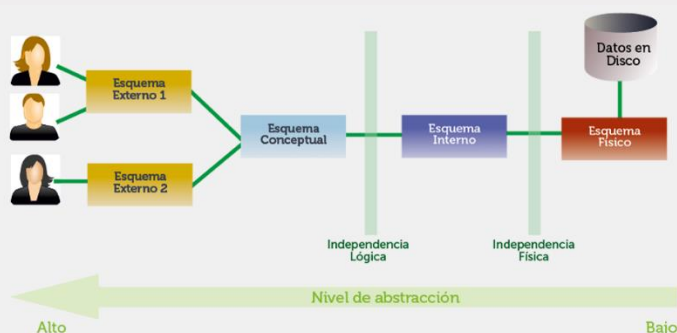 Datos en
Disco
Esquema
Externo 1
Esquema
Conceptual
Esquema
Interno
Esquema
Físico
Esquema
Externo 2
Independencia
Lógica
Independencia
Física
Nivel de abstracción
Alto
Bajo